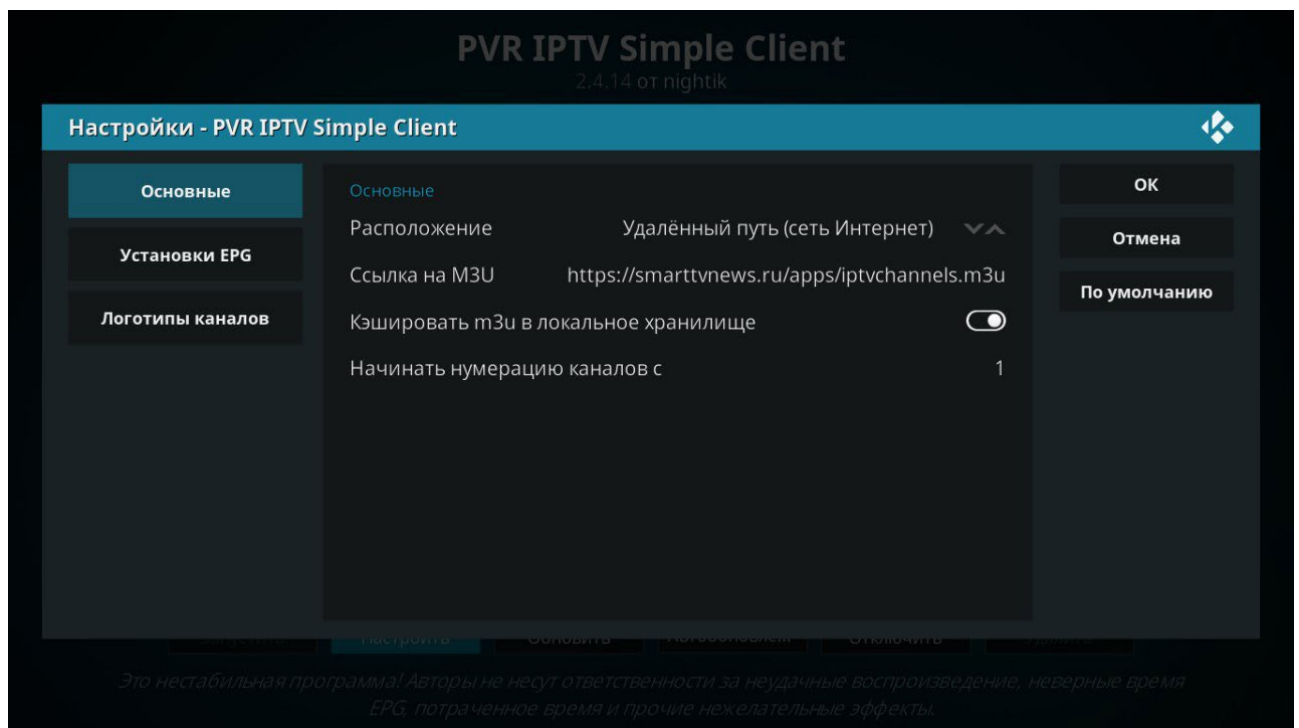 PVR IPTV Simple Client
2.4.14 от nightik
Настройки - PVR IPTV Simple Client
Основные
Установки EPG
Логотипы каналов
Основные
Расположение Удалённый путь (сеть Интернет)
Ссылка на M3U https://smarttvnews.ru/apps/iptvchannels.m3u
Кэшировать m3u в локальное хранилище
Начинать нумерацию каналов с 1
ОК
Отмена
По умолчанию
Настроить Обновить Отключить
Это нестабильная программа! Авторы не несут ответственности за неудачные воспроизведение, неверные время
EPG, потраченное время и прочие нежелательные эффекты.